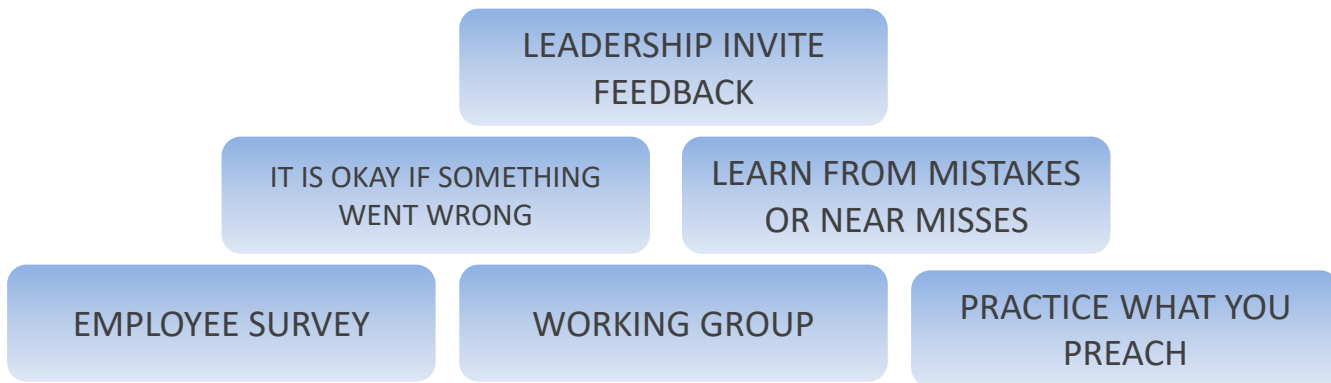 LEADERSHIP INVITE
FEEDBACK
IT IS OKAY IF SOMETHING
WENT WRONG
LEARN FROM MISTAKES
OR NEAR MISSES
EMPLOYEE SURVEY
WORKING GROUP
PRACTICE WHAT YOU
PREACH